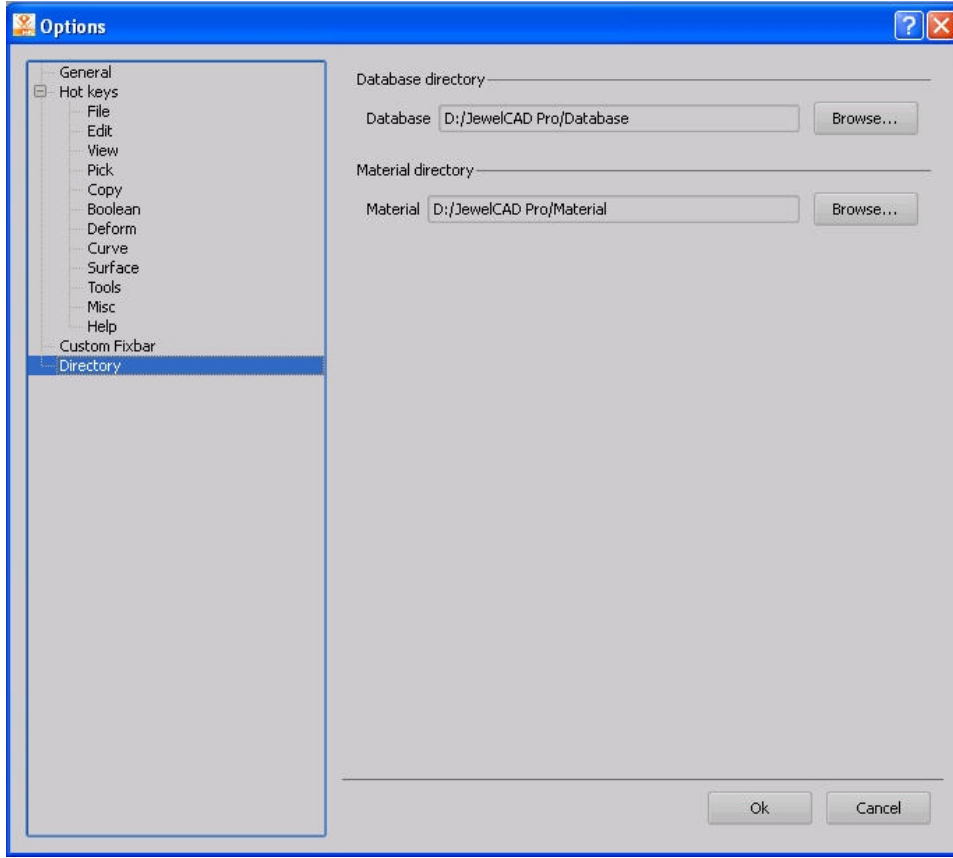 Options
General
Hot keys
File
Edit
View
Pick
Copy
Boolean
Deform
Curve
Surface
Tools
Misc
Help
Custom Fixbar
Directory
Database directory
Database D:/JewelCAD Pro/Database Browse...
Material directory
Material D:/JewelCAD Pro/Material Browse...
Ok Cancel